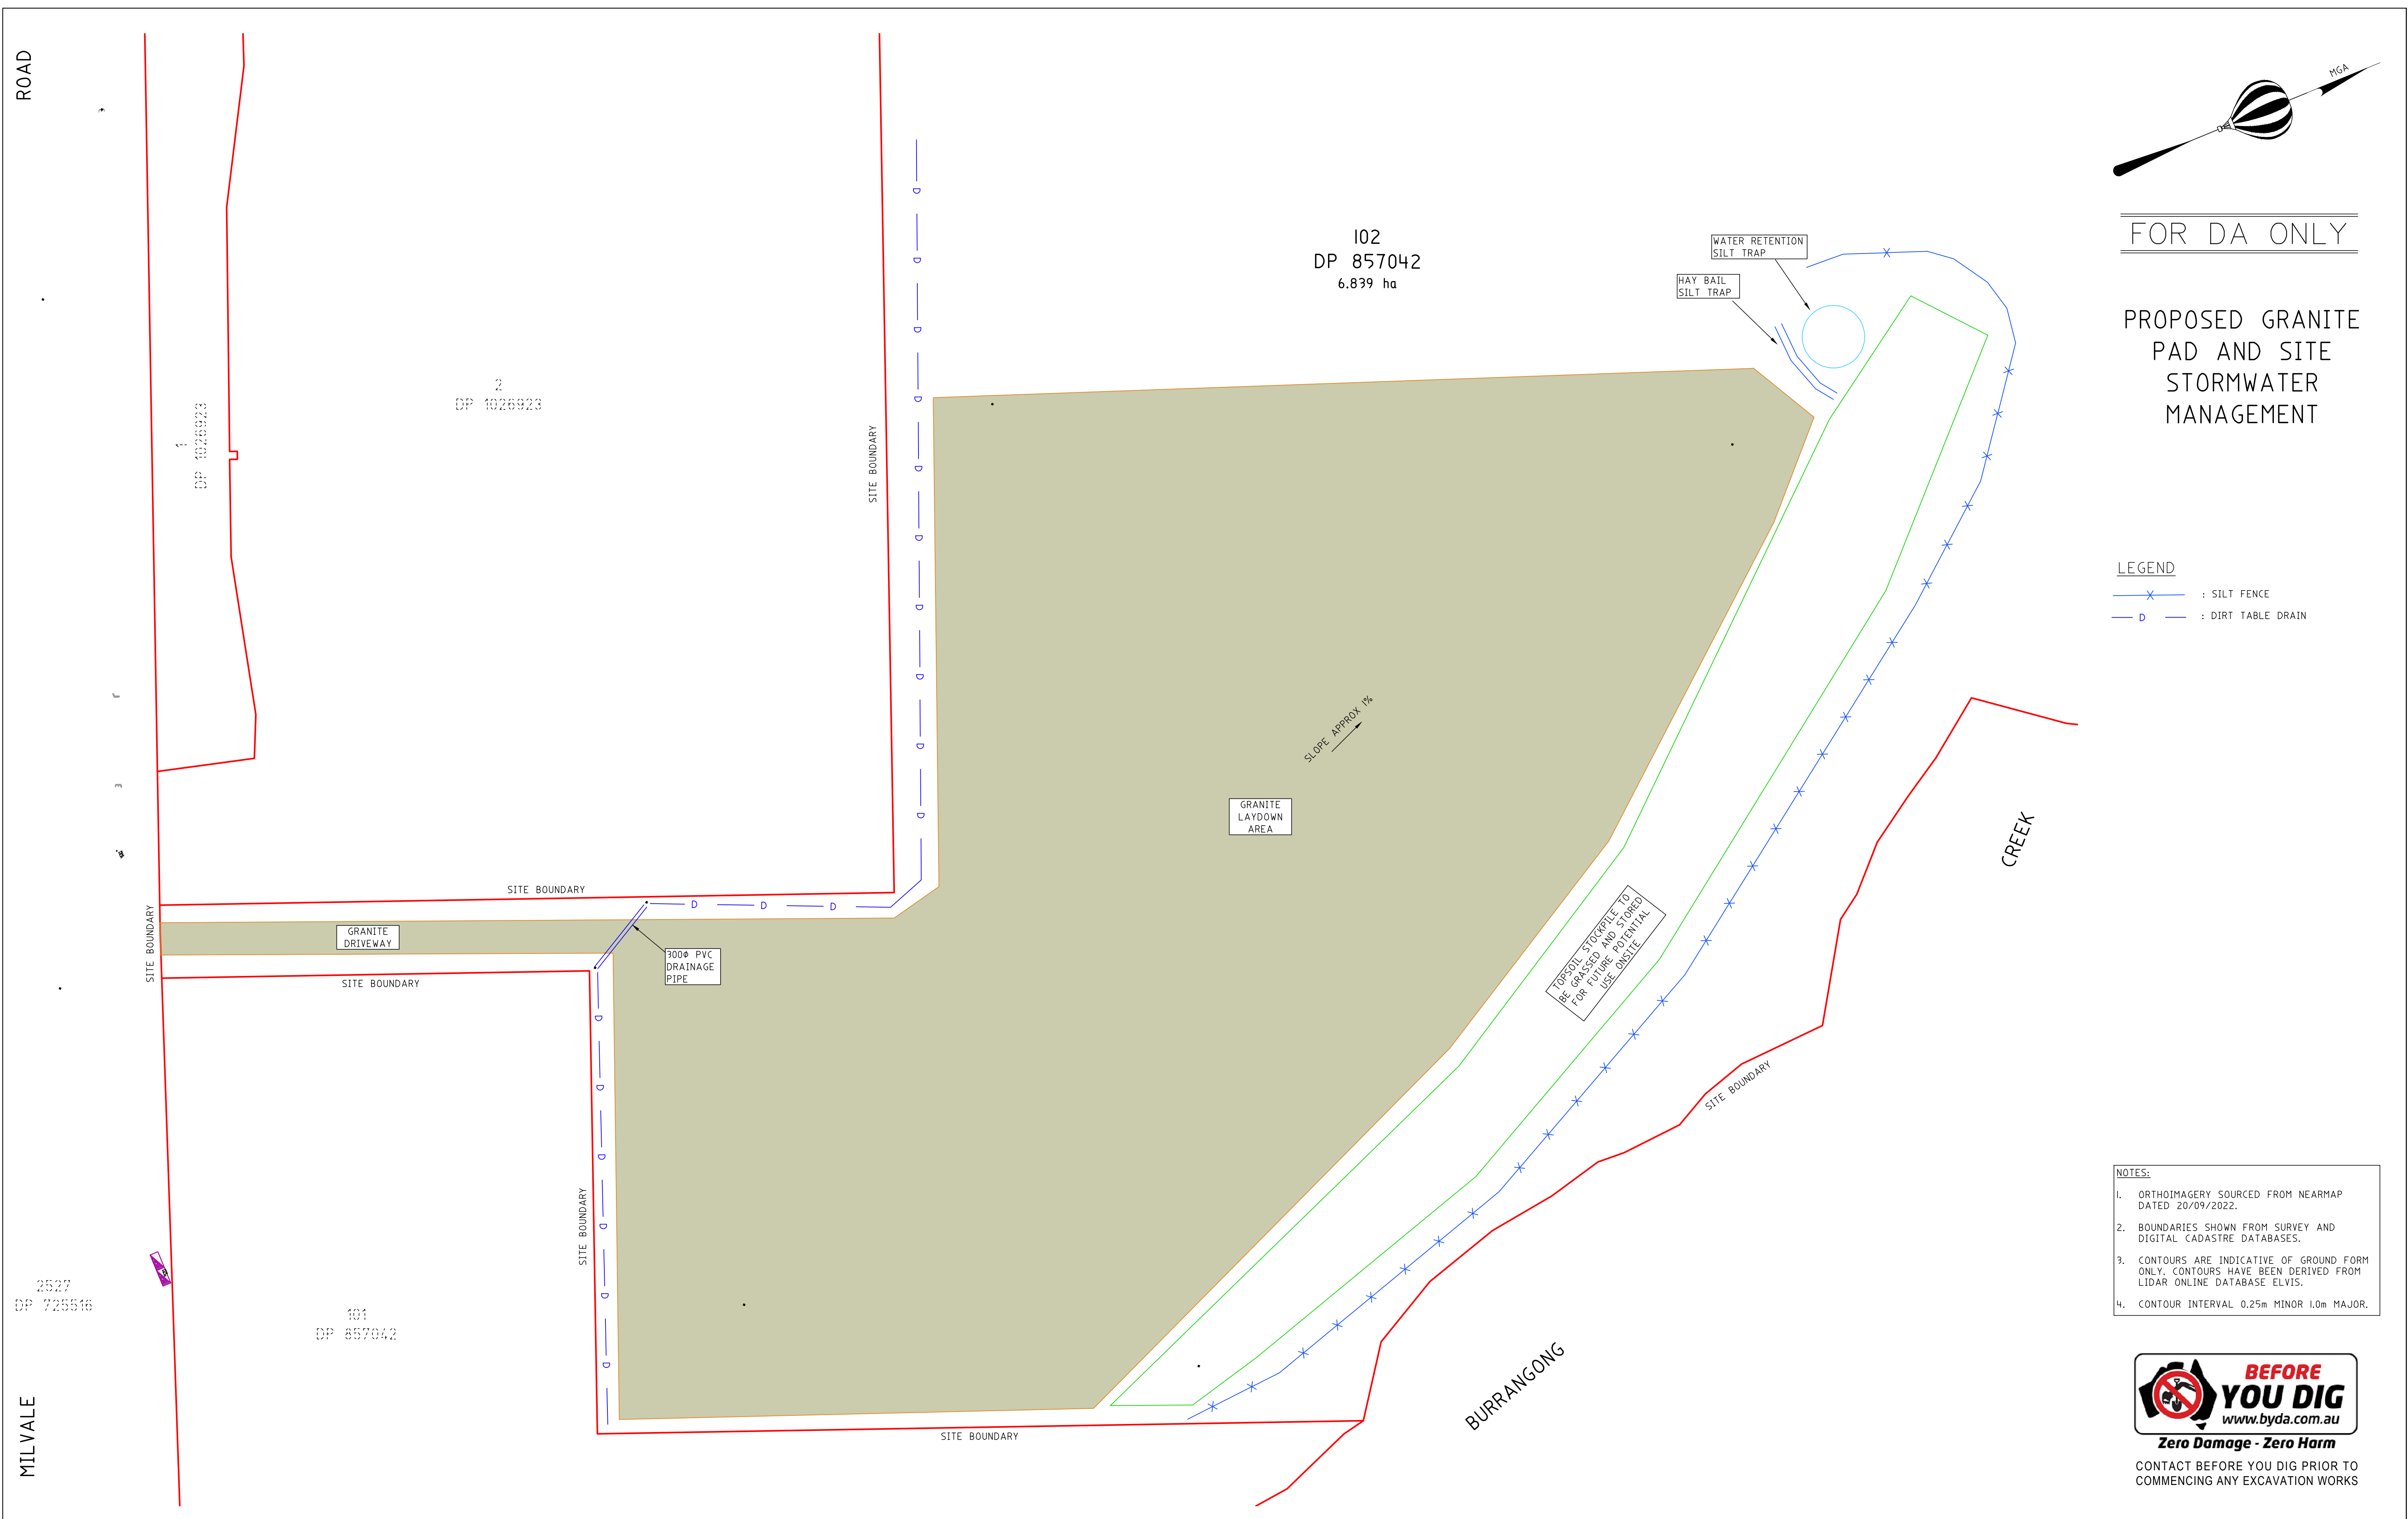 ROAD
MILVALE
1
DP 1026923
2
DP 1026923
102
DP 857042
6.839 ha
WATER RETENTION
SILT TRAP
HAY BAIL
SILT TRAP
SITE BOUNDARY
SLOPE APPROX 1%
GRANITE
LAYDOWN
AREA
SITE BOUNDARY
SITE BOUNDARY
GRANITE
DRIVEWAY
SITE BOUNDARY
300Ø PVC
DRAINAGE
PIPE
TOPSOIL STOCKPILE TO
BE GRASSED AND STORED
FOR FUTURE POTENTIAL
USE ONSITE
SITE BOUNDARY
SITE BOUNDARY
SITE BOUNDARY
2527
DP 725516
101
DP 857042
BURRANGONG
CREEK
MGA
FOR DA ONLY
PROPOSED GRANITE
PAD AND SITE
STORMWATER
MANAGEMENT
LEGEND
: SILT FENCE
D : DIRT TABLE DRAIN
NOTES:
1. ORTHOIMAGERY SOURCED FROM NEARMAP
DATED 20/09/2022.
2. BOUNDARIES SHOWN FROM SURVEY AND
DIGITAL CADASTRE DATABASES.
3. CONTOURS ARE INDICATIVE OF GROUND FORM
ONLY. CONTOURS HAVE BEEN DERIVED FROM
LIDAR ONLINE DATABASE ELVIS.
4. CONTOUR INTERVAL 0.25m MINOR 1.0m MAJOR.
BEFORE
YOU DIG
www.byda.com.au
Zero Damage - Zero Harm
CONTACT BEFORE YOU DIG PRIOR TO
COMMENCING ANY EXCAVATION WORKS